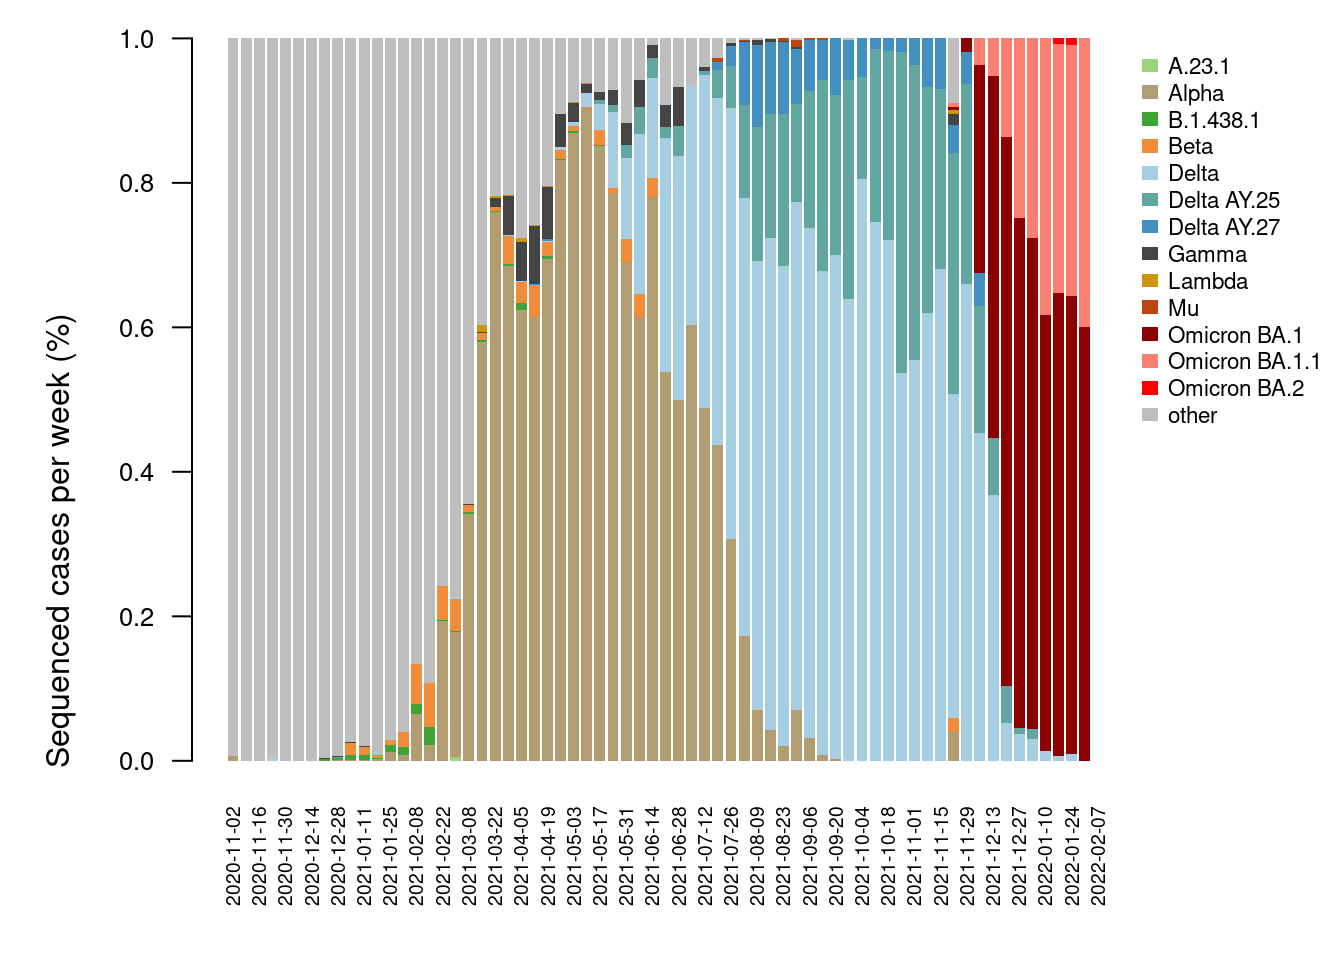 Sequenced cases per week (%)
1.0
0.8
0.6
0.4
0.2
0.0
2020-11-02
2020-11-16
2020-11-30
2020-12-14
2020-12-28
2021-01-11
2021-01-25
2021-02-08
2021-02-22
2021-03-08
2021-03-22
2021-04-05
2021-04-19
2021-05-03
2021-05-17
2021-05-31
2021-06-14
2021-06-28
2021-07-12
2021-07-26
2021-08-09
2021-08-23
2021-09-06
2021-09-20
2021-10-04
2021-10-18
2021-11-01
2021-11-15
2021-11-29
2021-12-13
2021-12-27
2022-01-10
2022-01-24
2022-02-07
A.23.1
Alpha
B.1.438.1
Beta
Delta
Delta AY.25
Delta AY.27
Gamma
Lambda
Mu
Omicron BA.1
Omicron BA.1.1
Omicron BA.2
other